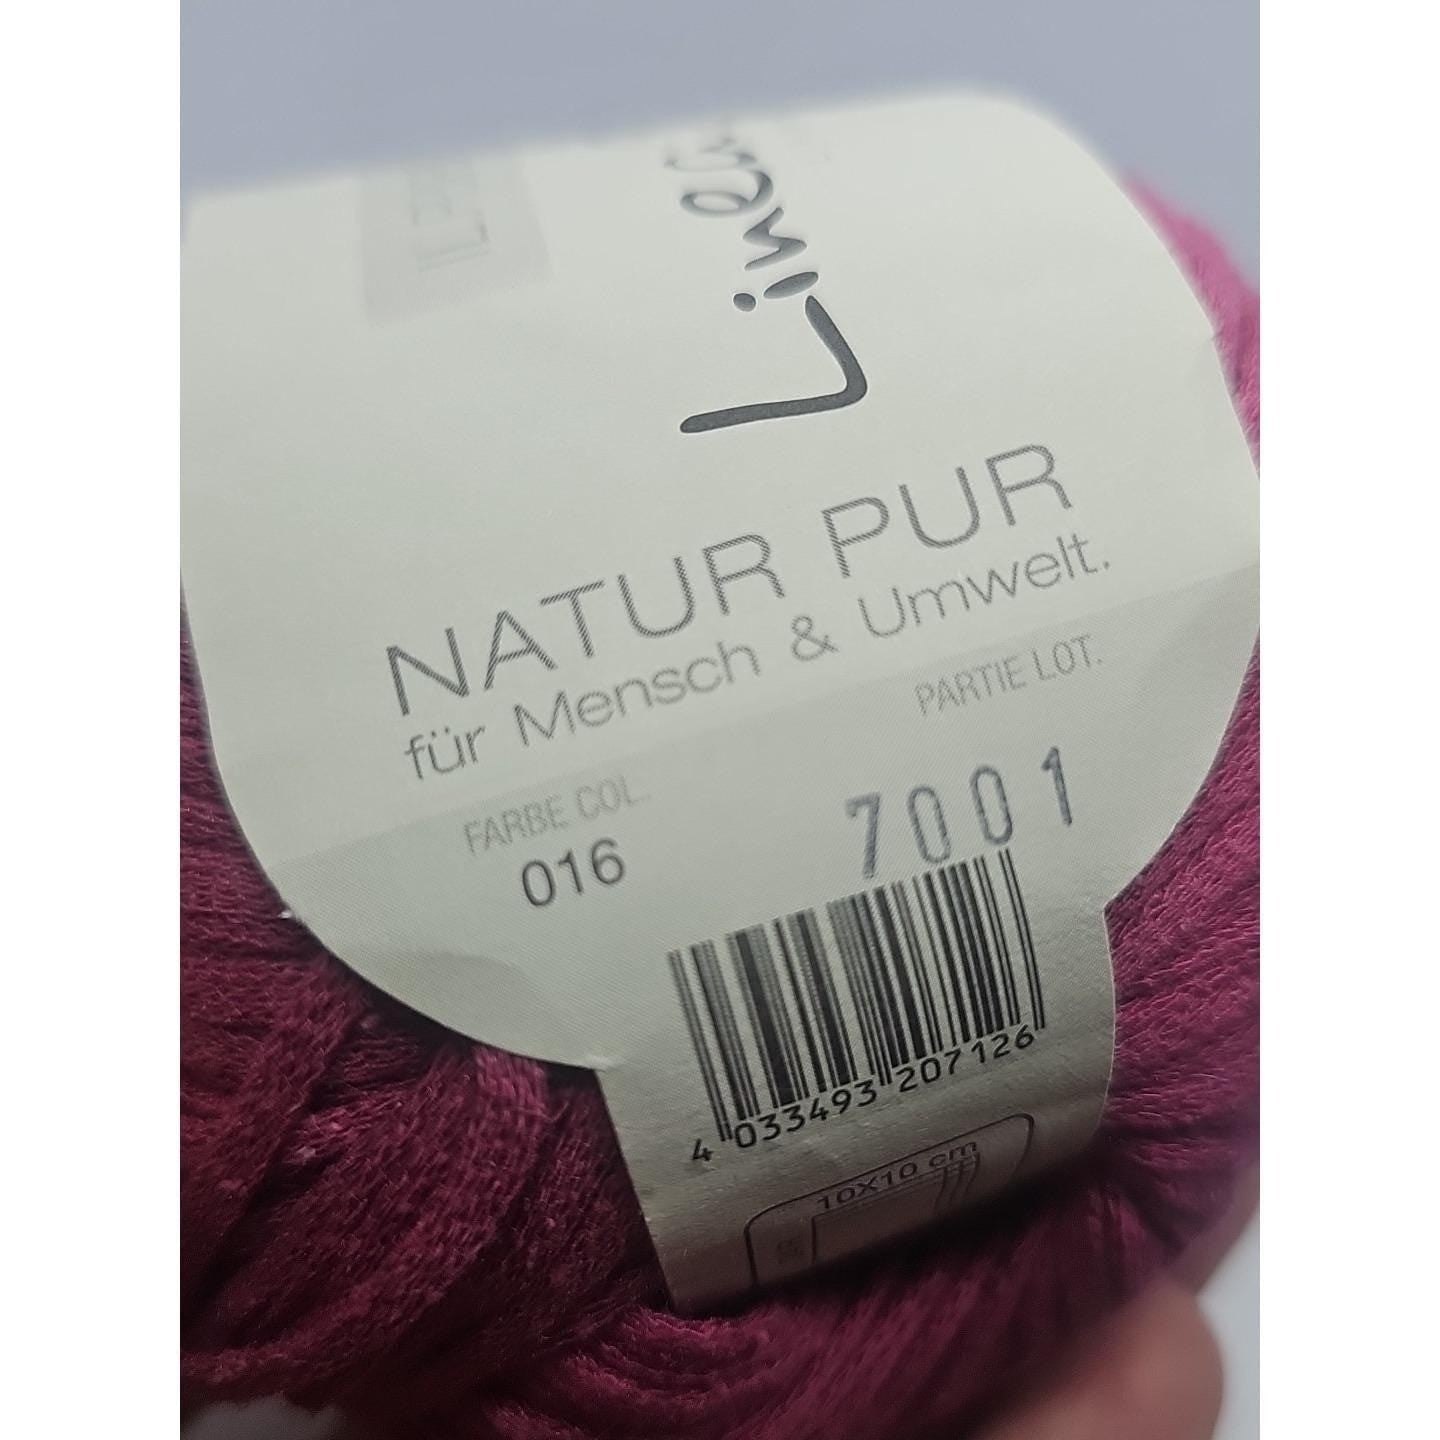 NATUR PUR
für Mensch & Umwelt.
PARTIE LOT.
FARBE COL.
7001
016
4 033493 207126
10X10 cm